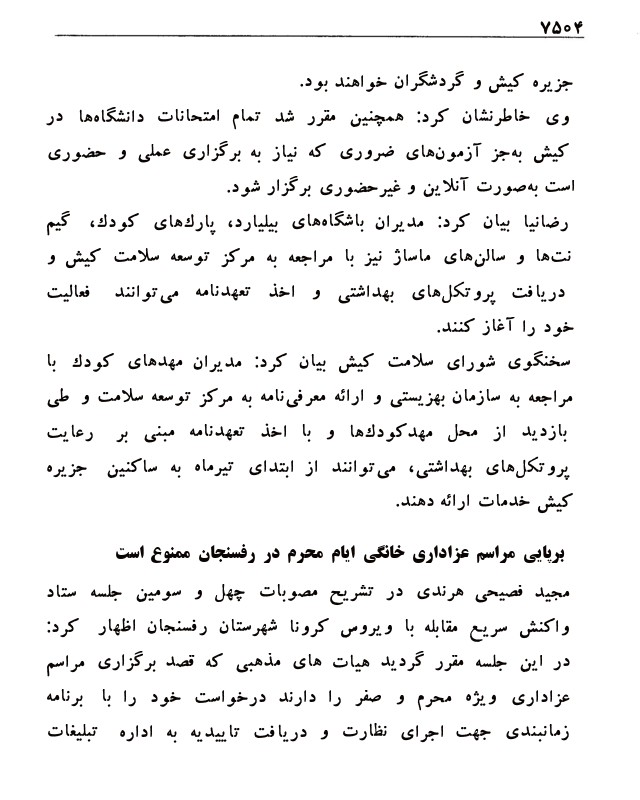 ۷۵۰۴
جزیره کیش و گردشگران خواهند بود.
وی خاطرنشان کرد: همچنین مقرر شد تمام امتحانات دانشگاه‌ها در
کیش به‌جز آزمون‌های ضروری که نیاز به برگزاری عملی و حضوری
است به‌صورت آنلاین و غیرحضوری برگزار شود.
رضانیا بیان کرد: مدیران باشگاه‌های بیلیارد، پارك‌های کودك، گیم
نت‌ها و سالن‌های ماساژ نیز با مراجعه به مرکز توسعه سلامت کیش و
دریافت پروتکل‌های بهداشتی و اخذ تعهدنامه می‌توانند فعالیت
خود را آغاز کنند.
سخنگوی شورای سلامت کیش بیان کرد: مدیران مهدهای کودك با
مراجعه به سازمان بهزیستی و ارائه معرفی‌نامه به مرکز توسعه سلامت و طی
بازدید از محل مهدکودك‌ها و با اخذ تعهدنامه مبنی بر رعایت
پروتکل‌های بهداشتی، می‌توانند از ابتدای تیرماه به ساکنین جزیره
کیش خدمات ارائه دهند.
برپایی مراسم عزاداری خانگی ایام محرم در رفسنجان ممنوع است
مجید فصیحی هرندی در تشریح مصوبات چهل و سومین جلسه ستاد
واکنش سریع مقابله با ویروس کرونا شهرستان رفسنجان اظهار کرد:
در این جلسه مقرر گردید هیات های مذهبی که قصد برگزاری مراسم
عزاداری ویژه محرم و صفر را دارند درخواست خود را با برنامه
زمانبندی جهت اجرای نظارت و دریافت تاییدیه به اداره تبلیغات